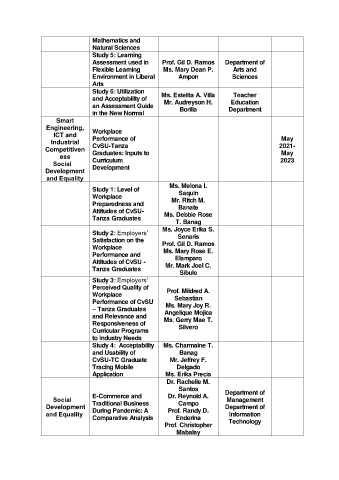 Mathematics and
Natural Sciences
Study 5: Learning
Assessment used in
Flexible Learning
Environment in Liberal
Arts
Prof. Gil D. Ramos
Ms. Mary Dean P.
Ampon
Department of
Arts and
Sciences
Study 6: Utilization
and Acceptability of
an Assessment Guide
in the New Normal
Ms. Estelita A. Villa
Mr. Audreyson H.
Borilla
Teacher
Education
Department
Smart
Engineering,
ICT and
Industrial
Competitiven
ess
Social
Development
and Equality
Workplace
Performance of
CvSU-Tanza
Graduates: Inputs to
Curriculum
Development
May
2021-
May
2023
Study 1: Level of
Workplace
Preparedness and
Attitudes of CvSU-
Tanza Graduates
Ms. Melona I.
Saquin
Mr. Ritch M.
Banate
Ms. Debbie Rose
T. Banag
Study 2: Employers'
Satisfaction on the
Workplace
Performance and
Attitudes of CvSU -
Tanza Graduates
Ms. Joyce Erika S.
Senaris
Prof. Gil D. Ramos
Ms. Mary Rose E.
Elamparo
Mr. Mark Joel C.
Sibulo
Study 3: Employers'
Perceived Quality of
Workplace
Performance of CvSU
– Tanza Graduates
and Relevance and
Responsiveness of
Curricular Programs
to Industry Needs
Prof. Mildred A.
Sebastian
Ms. Mary Joy R.
Angelique Mojica
Ms. Gerry Mae T.
Silvero
Study 4: Acceptability
and Usability of
CvSU-TC Graduate
Tracing Mobile
Application
Ms. Charmaine T.
Banag
Mr. Jeffrey F.
Delgado
Ms. Erika Precia
Social
Development
and Equality
E-Commerce and
Traditional Business
During Pandemic: A
Comparative Analysis
Dr. Rachelle M.
Santos
Dr. Reynold A.
Campo
Prof. Randy D.
Enderina
Prof. Christopher
Mabalay
Department of
Management
Department of
Information
Technology